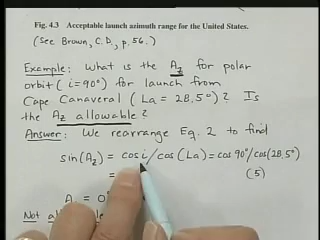 Fig. 4.3 Acceptable launch azimuth range for the United States.
(See Brown, C.D., p. 56.)
Example: What is the Az for polar
orbit (i=90°) for launch from
Cape Canaveral (La = 28.5°)? Is
the Az allowable?
Answer: We rearrange Eq. 2 to find
sin(Az) = cos i/cos(La) = cos 90°/cos(28.5°)
= (5)
A = 0°
Not al